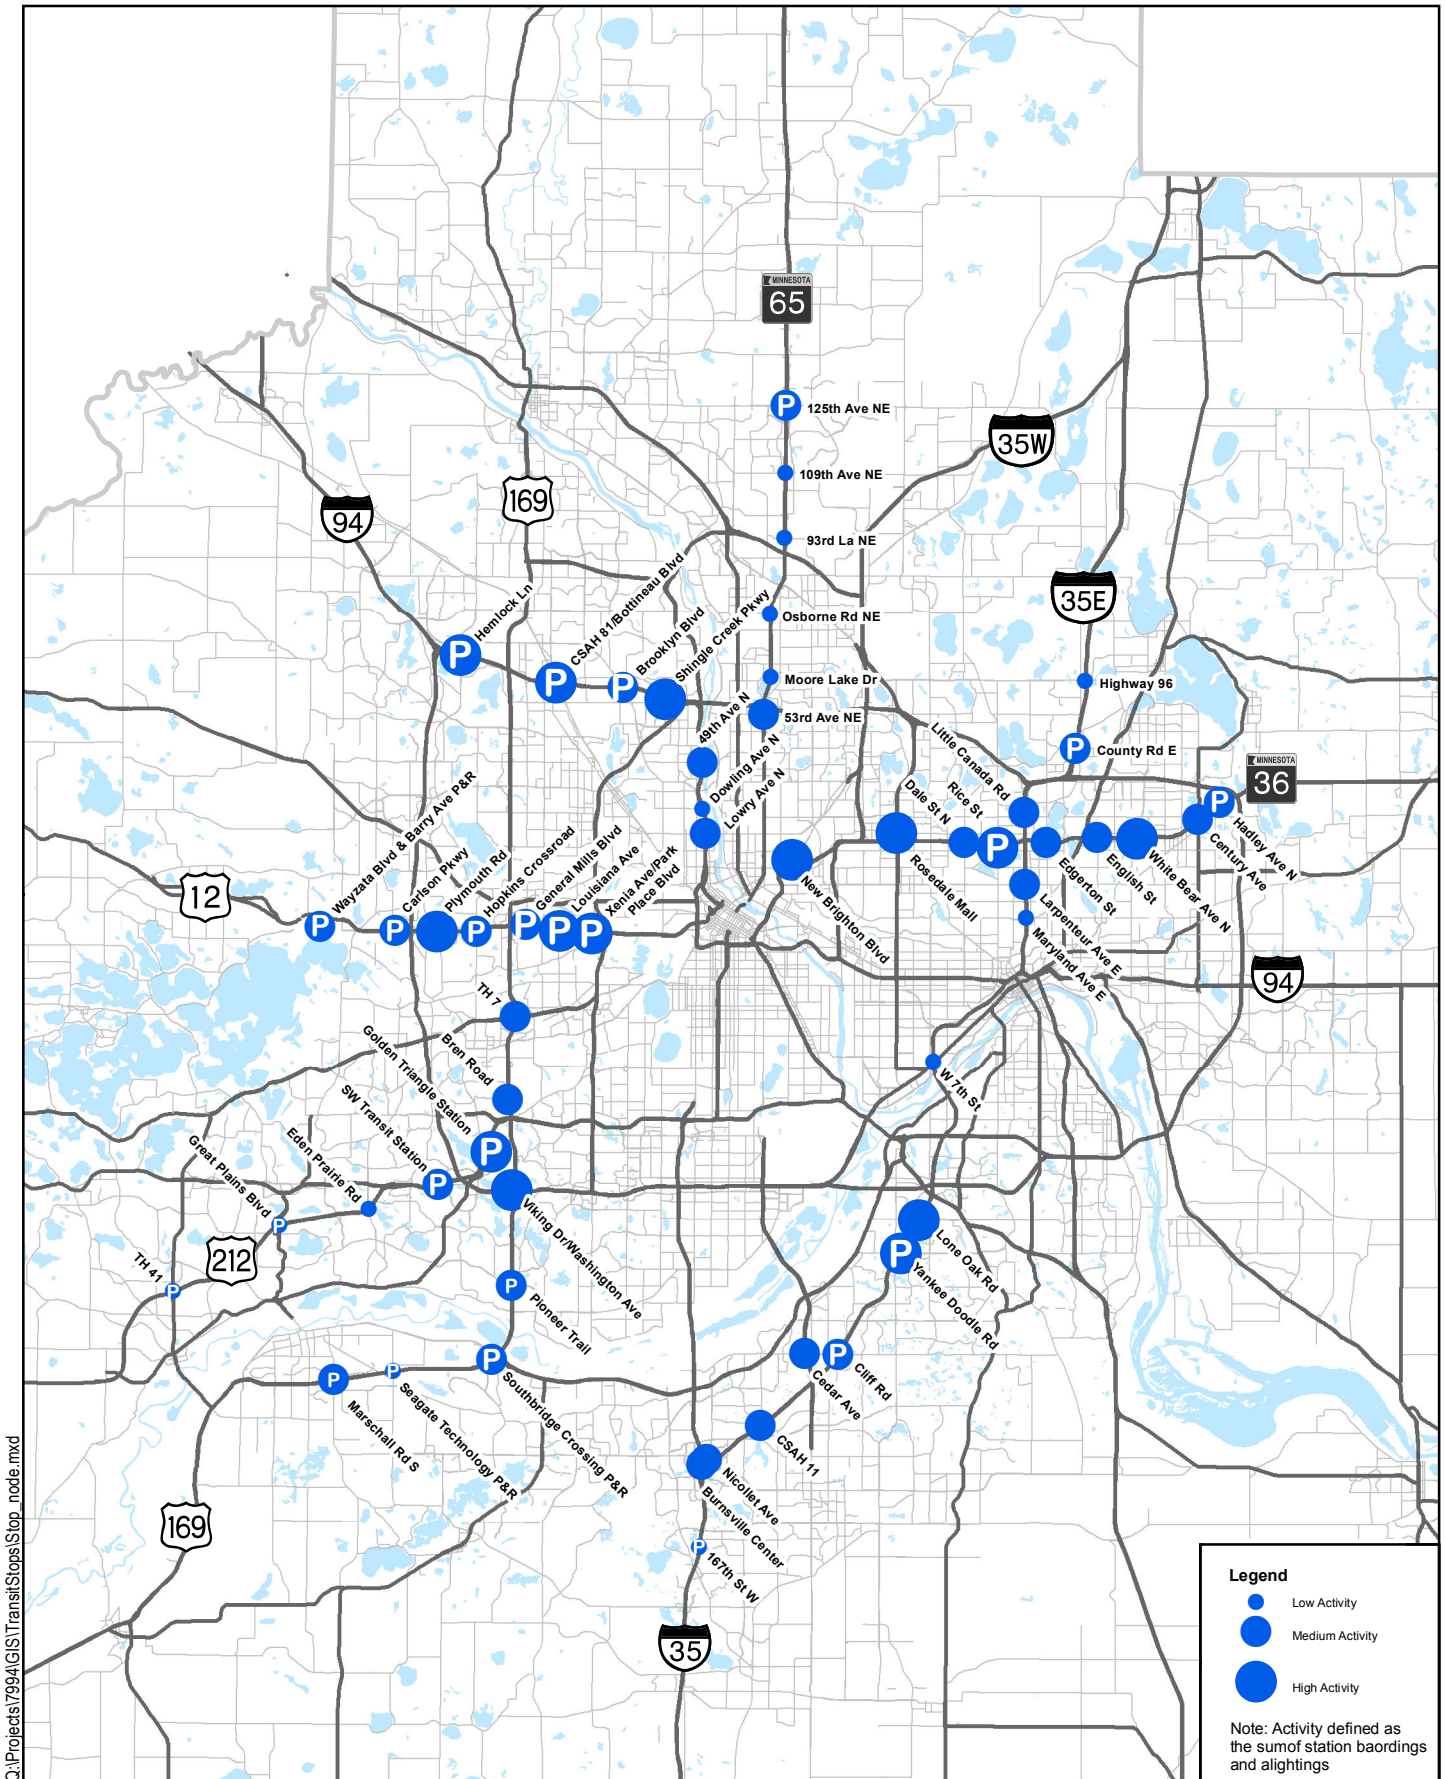 MINNESOTA
65
P
125th Ave NE
35W
109th Ave NE
169
94
93rd La NE
35E
Osborne Rd NE
Hemlock Ln
P
CSAH 81/Bottineau Blvd
P
Brooklyn Blvd
P
Shingle Creek Pkwy
Moore Lake Dr
Highway 96
53rd Ave NE
49th Ave N
P
County Rd E
Dowling Ave N
Lowry Ave N
MINNESOTA
36
Little Canada Rd
Rice St
P
Dale St N
P
Hadley Ave N
Century Ave
White Bear Ave N
English St
Edgerton St
Larpenteur Ave E
Maryland Ave E
Rosedale Mall
New Brighton Blvd
12
P
Wayzata Blvd & Barry Ave P&R
P
Carlson Pkwy
Plymouth Rd
P
Hopkins Crossroad
P
General Mills Blvd
P
Louisiana Ave
P
Xenia Ave/Park
Place Blvd
94
TH 7
Bren Road
Golden Triangle Station
P
SW Transit Station
P
Eden Prairie Rd
Great Plains Blvd
P
W 7th St
212
TH 41
P
Viking Dr/Washington Ave
P
Pioneer Trail
Lone Oak Rd
P
Yankee Doodle Rd
P
Southbridge Crossing P&R
P
Seagate Technology P&R
P
Marschall Rd S
Cedar Ave
P
Cliff Rd
CSAH 11
Nicollet Ave
Burnsville Center
P
167th St W
169
35
Legend
Low Activity
Medium Activity
High Activity
Note: Activity defined as
the sumof station baordings
and alightings
Q:\Projects\7994\GIS\TransitStops\Stop_node.mxd